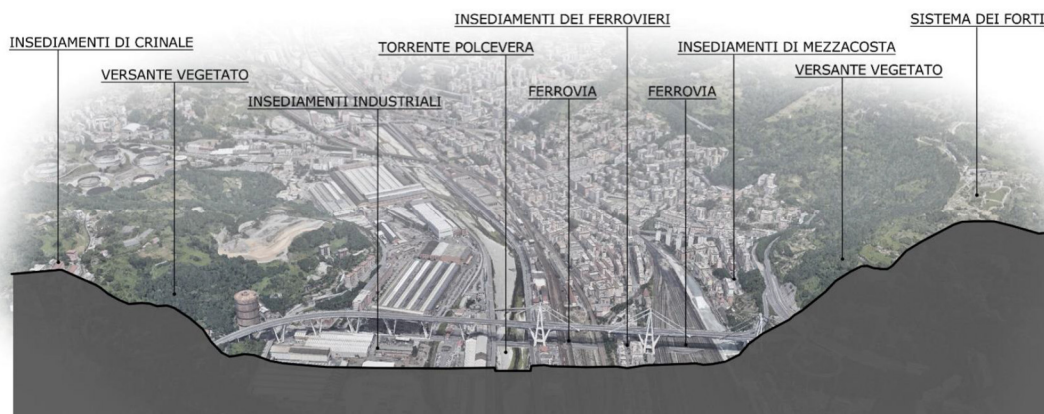 INSEDIAMENTI DEI FERROVIERI
SISTEMA DEI FORTI
INSEDIAMENTI DI CRINALE
TORRENTE POLCEVERA
INSEDIAMENTI DI MEZZACOSTA
VERSANTE VEGETATO
VERSANTE VEGETATO
INSEDIAMENTI INDUSTRIALI
FERROVIA
FERROVIA